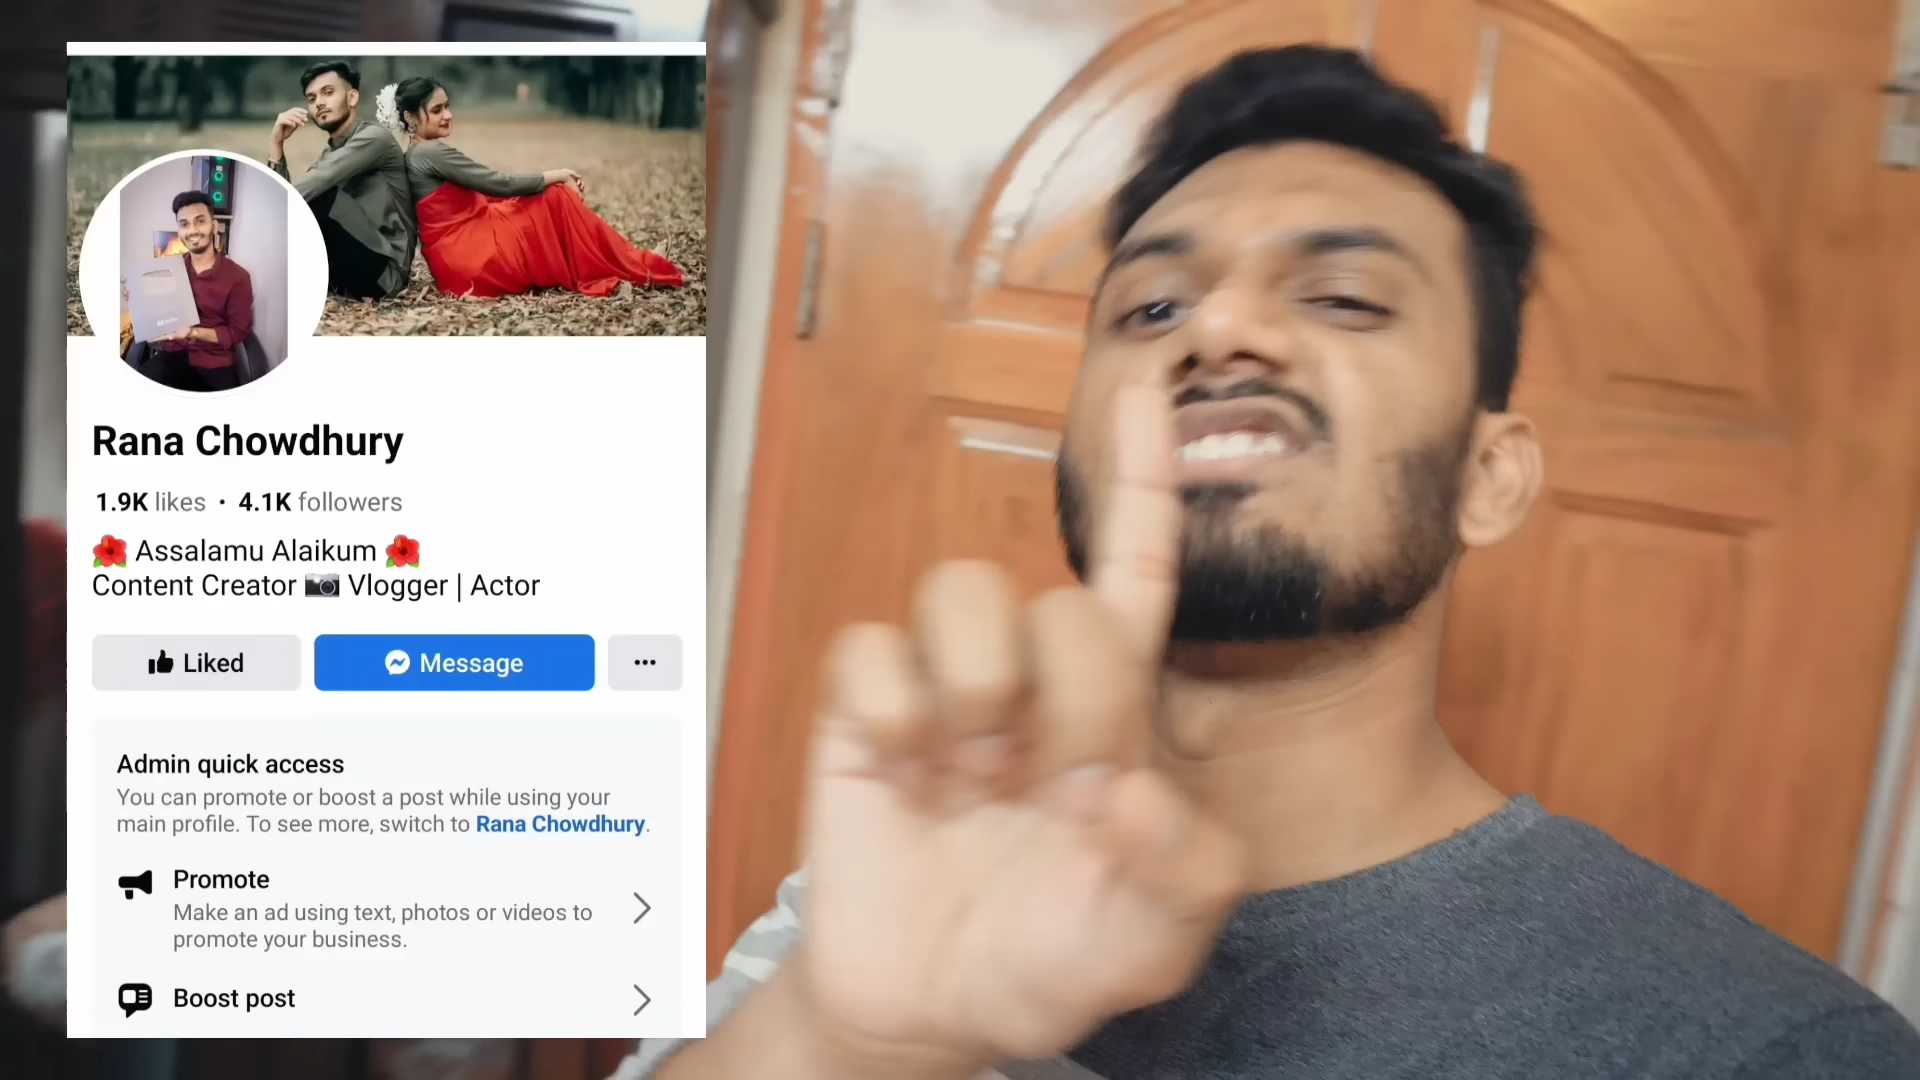 Rana Chowdhury
1.9K likes • 4.1K followers
🌺 Assalamu Alaikum 🌺
Content Creator 📷 Vlogger | Actor
Liked
Message
Admin quick access
You can promote or boost a post while using your
main profile. To see more, switch to Rana Chowdhury.
Promote
Make an ad using text, photos or videos to
promote your business.
Boost post